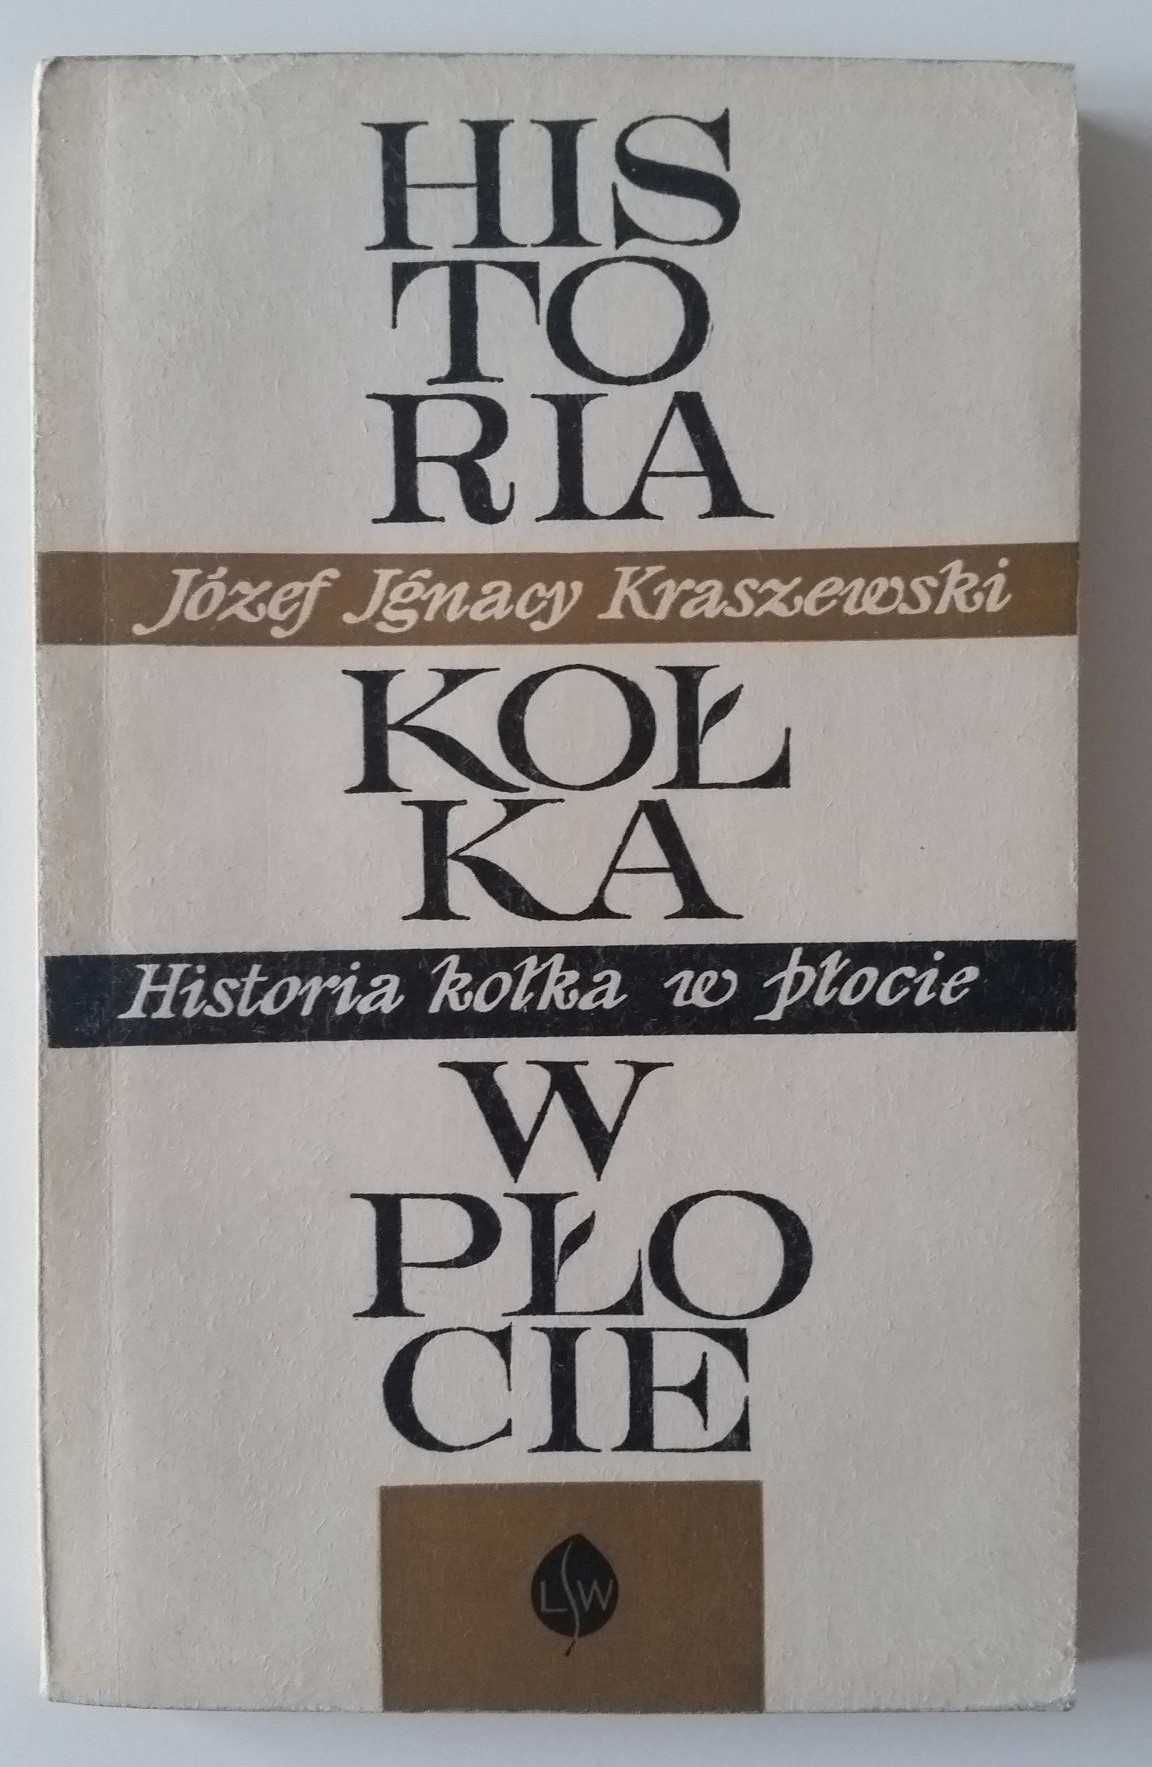 HIS
TO
RIA
Józef Ignacy Kraszewski
KOŁ
KA
Historia kołka w płocie
W
PŁO
CIE
LSW